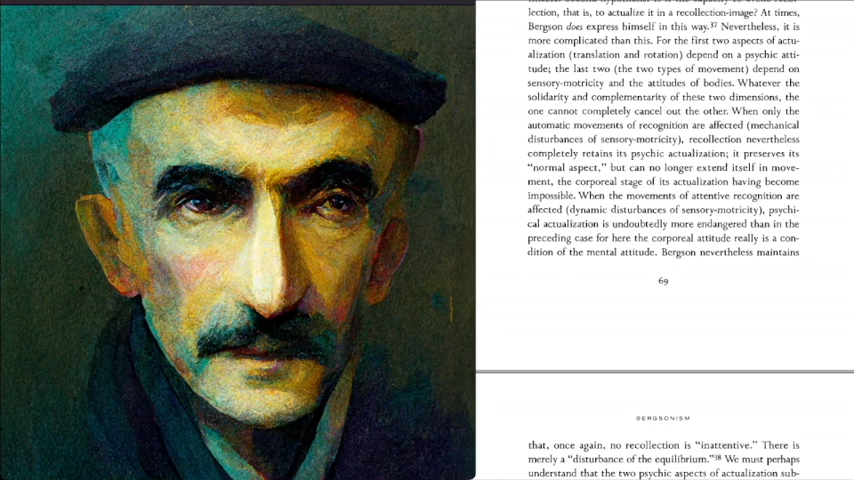 lection, that is, to actualize it in a recollection-image? At times,
Bergson does express himself in this way.37 Nevertheless, it is
more complicated than this. For the first two aspects of actu-
alization (translation and rotation) depend on a psychic atti-
tude; the last two (the two types of movement) depend on
sensory-motricity and the attitudes of bodies. Whatever the
solidarity and complementarity of these two dimensions, the
one cannot completely cancel out the other. When only the
automatic movements of recognition are affected (mechanical
disturbances of sensory-motricity), recollection nevertheless
completely retains its psychic actualization; it preserves its
“normal aspect,” but can no longer extend itself in move-
ment, the corporeal stage of its actualization having become
impossible. When the movements of attentive recognition are
affected (dynamic disturbances of sensory-motricity), psychi-
cal actualization is undoubtedly more endangered than in the
preceding case for here the corporeal attitude really is a con-
dition of the mental attitude. Bergson nevertheless maintains
69
BERGSONISM
that, once again, no recollection is “inattentive.” There is
merely a “disturbance of the equilibrium.”38 We must perhaps
understand that the two psychic aspects of actualization sub-